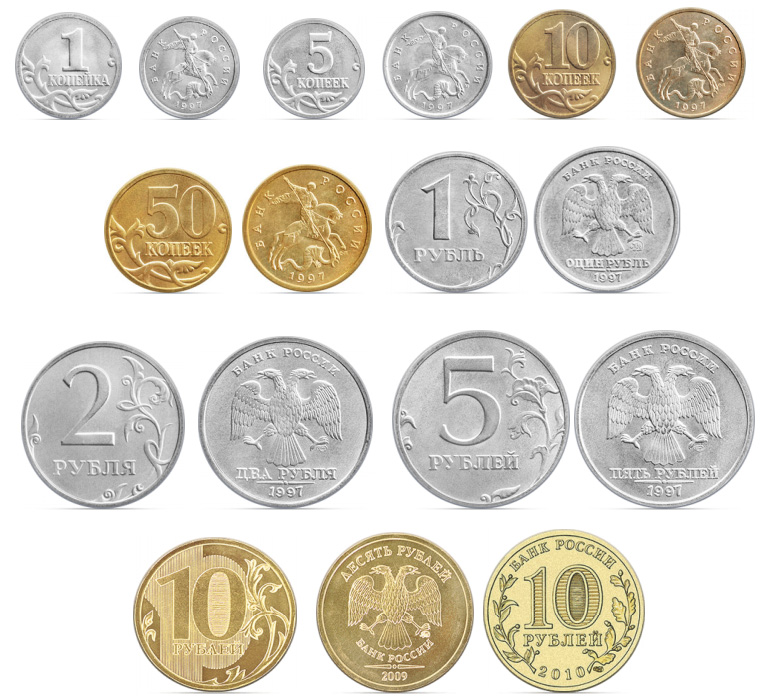 1
КОПЕЙКА
БАНК РОССИИ
1997
5
КОПЕЕК
БАНК РОССИИ
1997
10
КОПЕЕК
БАНК РОССИИ
1997
50
КОПЕЕК
БАНК РОССИИ
1997
1
РУБЛЬ
БАНК РОССИИ
ОДИН РУБЛЬ
1997
2
РУБЛЯ
БАНК РОССИИ
ДВА РУБЛЯ
1997
5
РУБЛЕЙ
БАНК РОССИИ
ПЯТЬ РУБЛЕЙ
1997
10
РУБЛЕЙ
ДЕСЯТЬ РУБЛЕЙ
БАНК РОССИИ
2009
БАНК РОССИИ
10
РУБЛЕЙ
2010